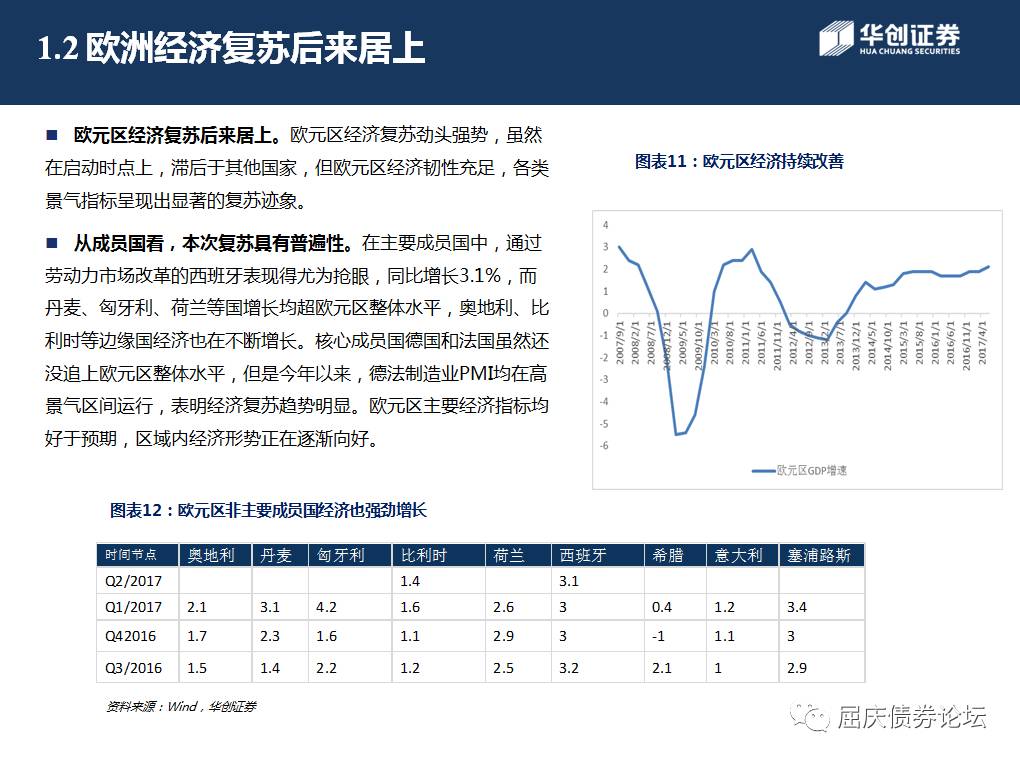 1.2 欧洲经济复苏后来居上
华创证券
HUA CHUANG SECURITIES
■ 欧元区经济复苏后来居上。欧元区经济复苏劲头强势，虽然
在启动时点上，滞后于其他国家，但欧元区经济韧性充足，各类
景气指标呈现出显著的复苏迹象。
■ 从成员国看，本次复苏具有普遍性。在主要成员国中，通过
劳动力市场改革的西班牙表现得尤为抢眼，同比增长3.1%，而
丹麦、匈牙利、荷兰等国增长均超欧元区整体水平，奥地利、比
利时等边缘国经济也在不断增长。核心成员国德国和法国虽然还
没追上欧元区整体水平，但是今年以来，德法制造业PMI均在高
景气区间运行，表明经济复苏趋势明显。欧元区主要经济指标均
好于预期，区域内经济形势正在逐渐向好。
图表11：欧元区经济持续改善
4
3
2
1
0
-1
-2
-3
-4
-5
-6
2007/9/1
2008/2/1
2008/7/1
2008/12/1
2009/5/1
2009/10/1
2010/3/1
2010/8/1
2011/1/1
2011/6/1
2011/11/1
2012/4/1
2012/9/1
2013/2/1
2013/7/1
2013/12/1
2014/5/1
2014/10/1
2015/3/1
2015/8/1
2016/1/1
2016/6/1
2016/11/1
2017/4/1
欧元区GDP增速
图表12：欧元区非主要成员国经济也强劲增长
时间节点 奥地利 丹麦 匈牙利 比利时 荷兰 西班牙 希腊 意大利 塞浦路斯
Q2/2017 1.4 3.1
Q1/2017 2.1 3.1 4.2 1.6 2.6 3 0.4 1.2 3.4
Q42016 1.7 2.3 1.6 1.1 2.9 3 -1 1.1 3
Q3/2016 1.5 1.4 2.2 1.2 2.5 3.2 2.1 1 2.9
资料来源：Wind，华创证券
屈庆债券论坛